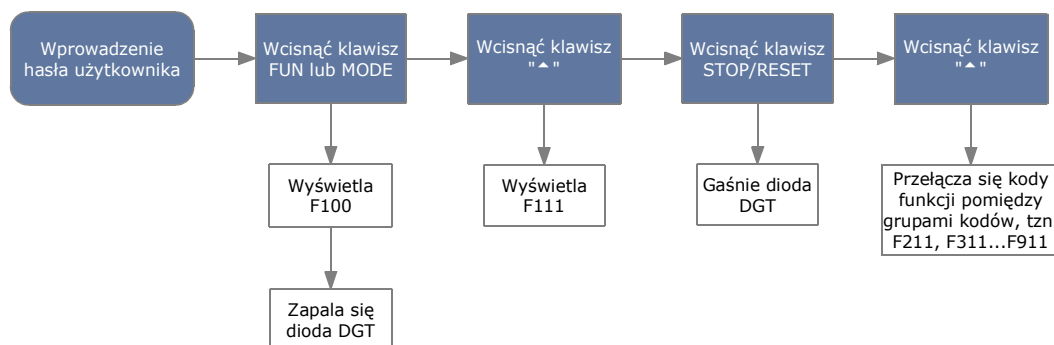 Wprowadzenie
hasła użytkownika
Wcisnąć klawisz
FUN lub MODE
Wcisnąć klawisz
"▲"
Wcisnąć klawisz
STOP/RESET
Wcisnąć klawisz
"▲"
Wyświetla
F100
Wyświetla
F111
Gaśnie dioda
DGT
Przełącza się kody
funkcji pomiędzy
grupami kodów, tzn
F211, F311...F911
Zapala się
dioda DGT